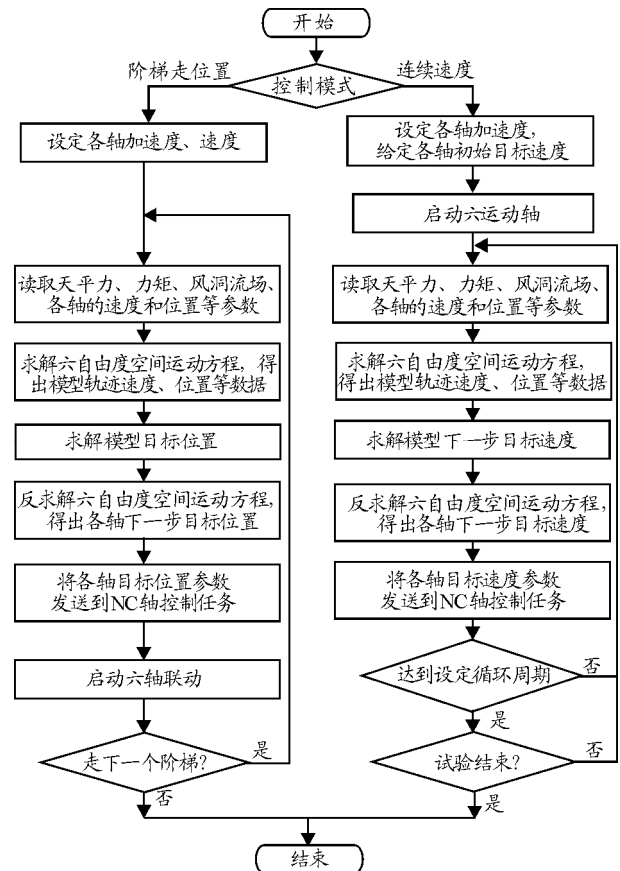 开始
控制模式
阶梯走位置
连续速度
设定各轴加速度、速度
读取天平力、力矩、风洞流场、
各轴的速度和位置等参数
求解六自由度空间运动方程，得
出模型轨迹速度、位置等数据
求解模型目标位置
反求解六自由度空间运动方程,
得出各轴下一步目标位置
将各轴目标位置参数
发送到NC轴控制任务
启动六轴联动
走下一个阶梯?
是
否
设定各轴加速度,
给定各轴初始目标速度
启动六运动轴
读取天平力、力矩、风洞流场、
各轴的速度和位置等参数
求解六自由度空间运动方程,
得出模型轨迹速度、位置等数据
求解模型下一步目标速度
反求解六自由度空间运动方程,
得出各轴下一步目标速度
将各轴目标速度参数
发送到NC轴控制任务
达到设定循环周期
否
是
试验结束?
否
是
结束